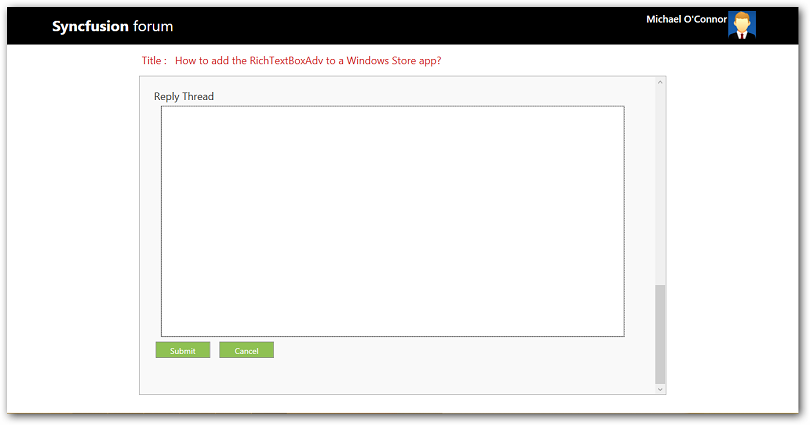 Syncfusion forum
Michael O'Connor
Title : How to add the RichTextBoxAdv to a Windows Store app?
Reply Thread
Submit Cancel